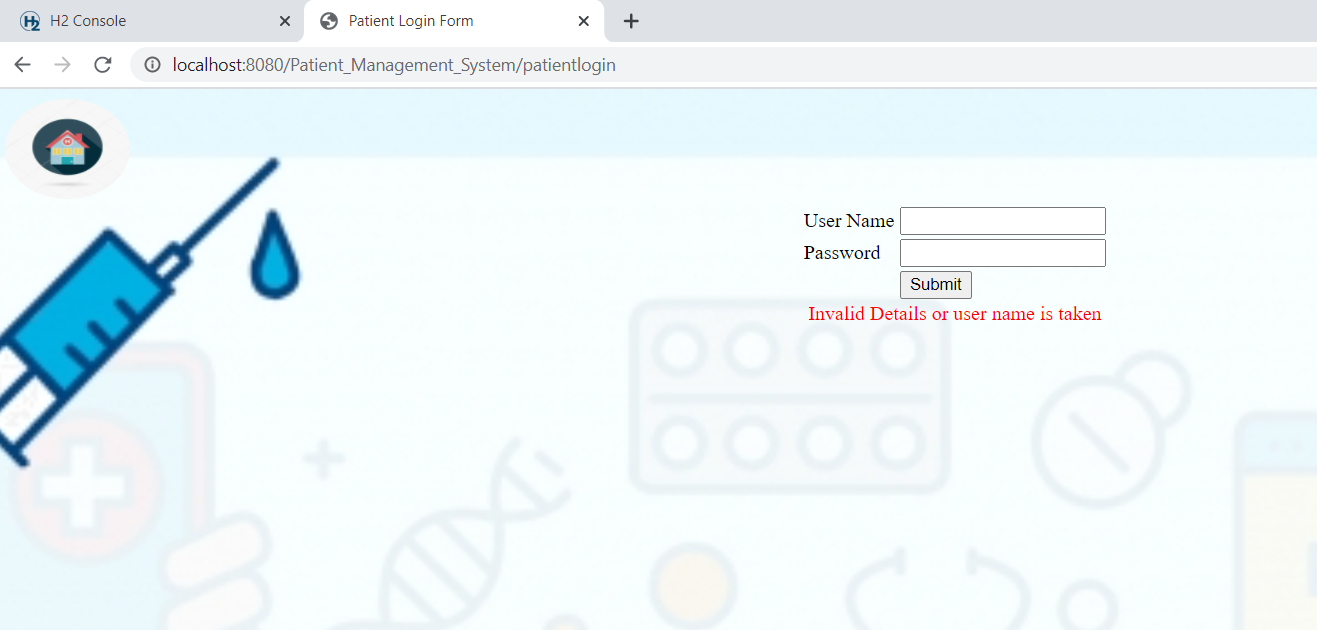 H2 Console
Patient Login Form
localhost:8080/Patient_Management_System/patientlogin
User Name
Password
Submit
Invalid Details or user name is taken